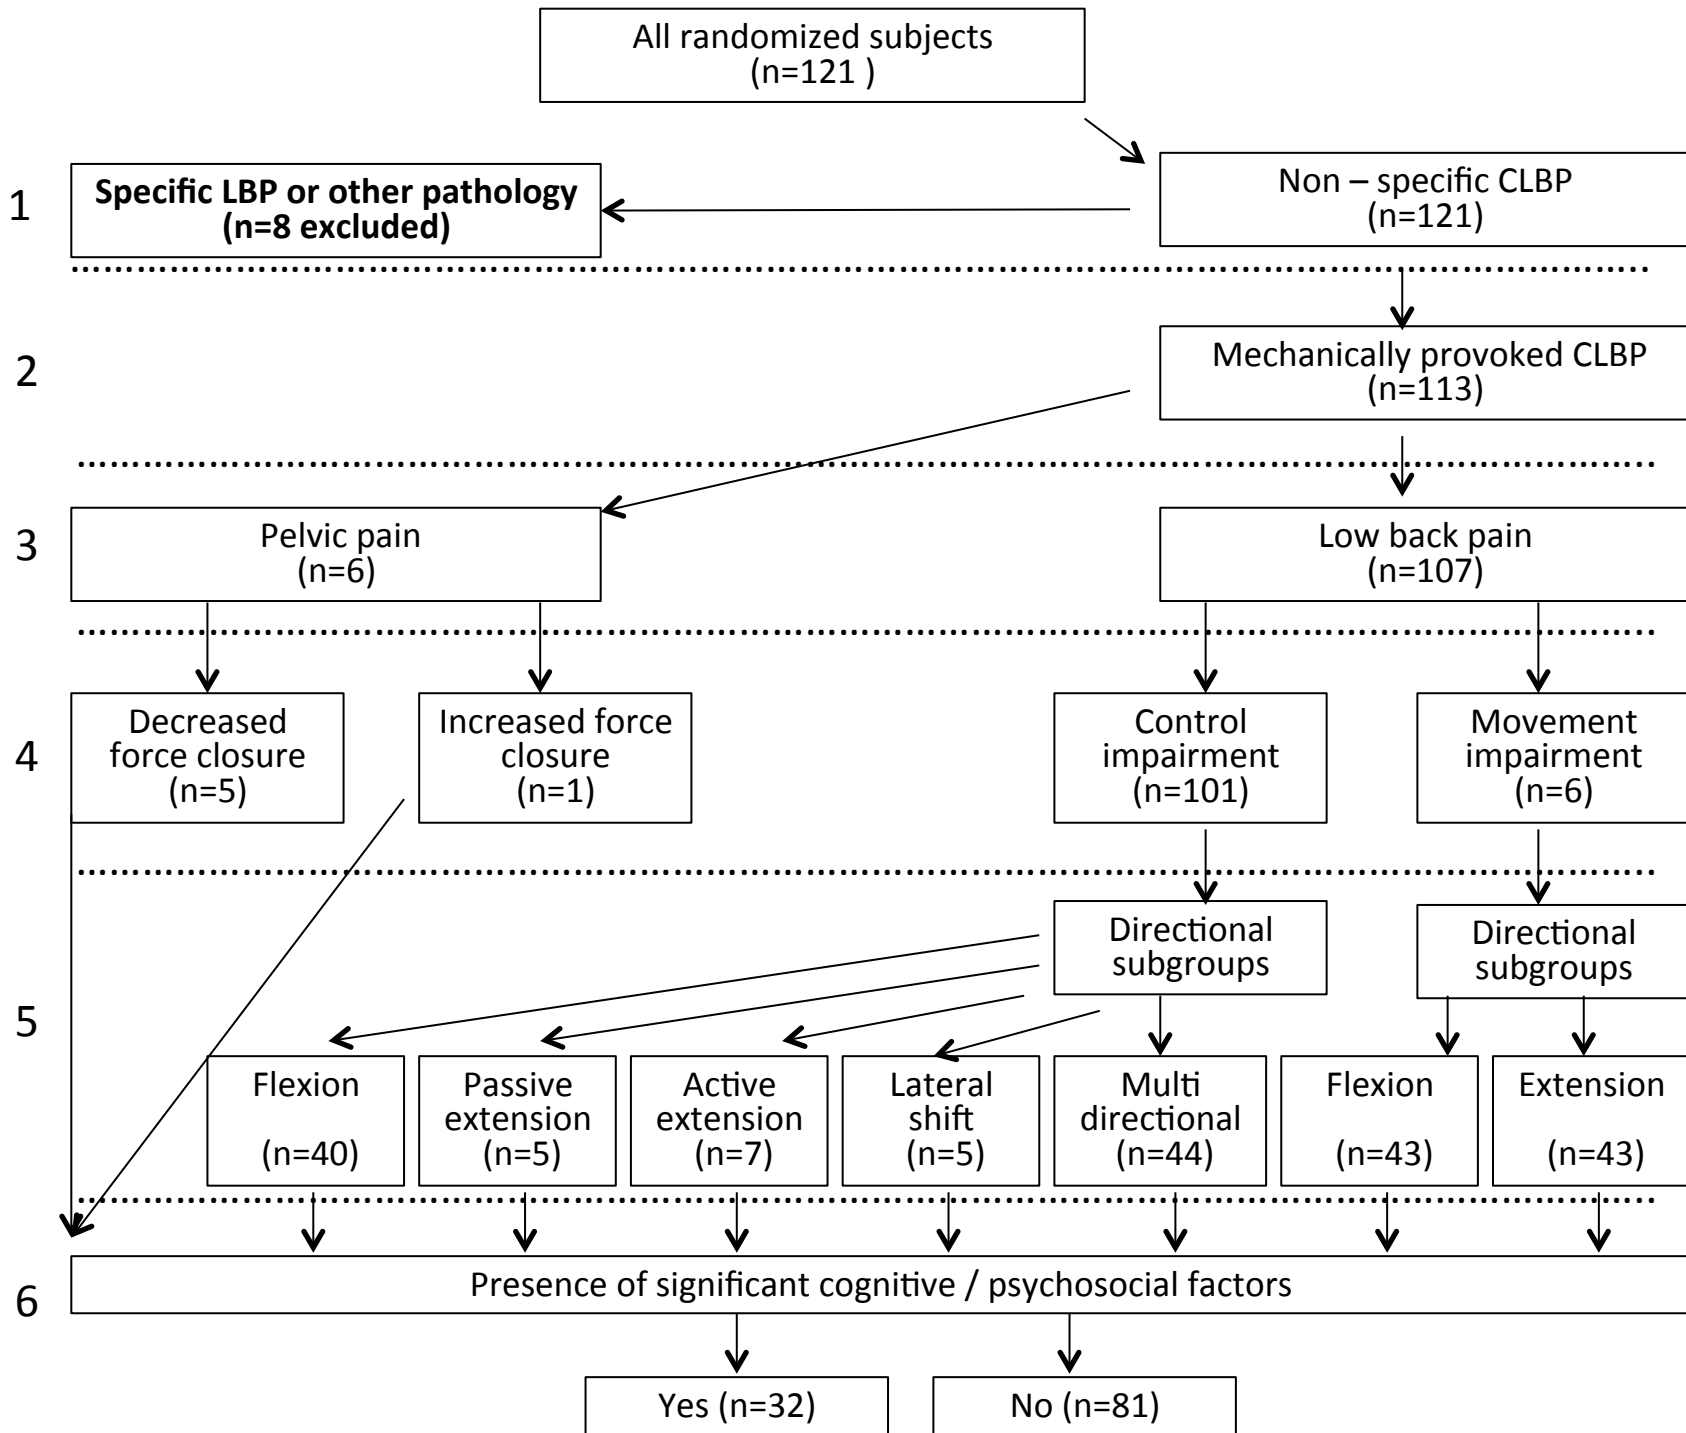 All randomized subjects
(n=121 )
1
Specific LBP or other pathology
(n=8 excluded)
Non – specific CLBP
(n=121)
2
Mechanically provoked CLBP
(n=113)
3
Pelvic pain
(n=6)
Low back pain
(n=107)
4
Decreased
force closure
(n=5)
Increased force
closure
(n=1)
Control
impairment
(n=101)
Movement
impairment
(n=6)
5
Directional
subgroups
Directional
subgroups
Flexion
(n=40)
Passive
extension
(n=5)
Active
extension
(n=7)
Lateral
shift
(n=5)
Multi
directional
(n=44)
Flexion
(n=43)
Extension
(n=43)
6
Presence of significant cognitive / psychosocial factors
Yes (n=32)
No (n=81)